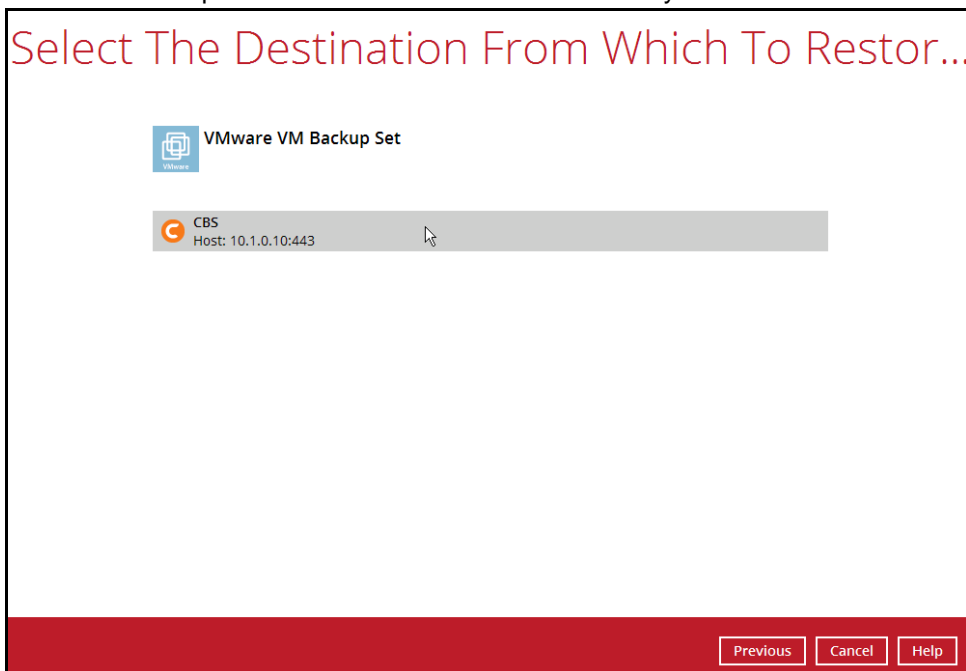 Select The Destination From Which To Restor...
VMware VM Backup Set
VMware
CBS
Host: 10.1.0.10:443
Previous
Cancel
Help